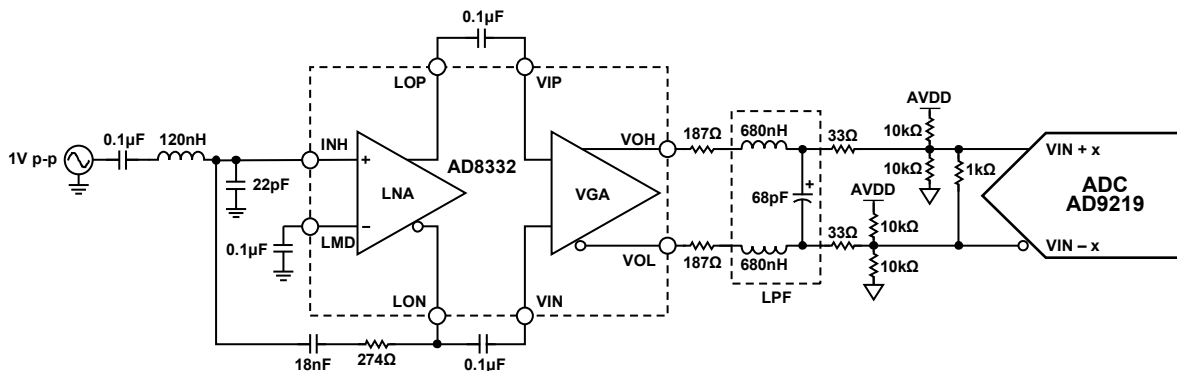 0.1µF
LOP
VIP
AVDD
0.1µF
120nH
INH
187Ω
680nH
33Ω
10kΩ
1V p-p
+
AD8332
VOH
10kΩ
1kΩ
VIN + x
22pF
LNA
VGA
68pF
+
AVDD
ADC
AD9219
–
LMD
0.1µF
10kΩ
33Ω
VOL
187Ω
680nH
10kΩ
VIN – x
LPF
LON
VIN
18nF
274Ω
0.1µF